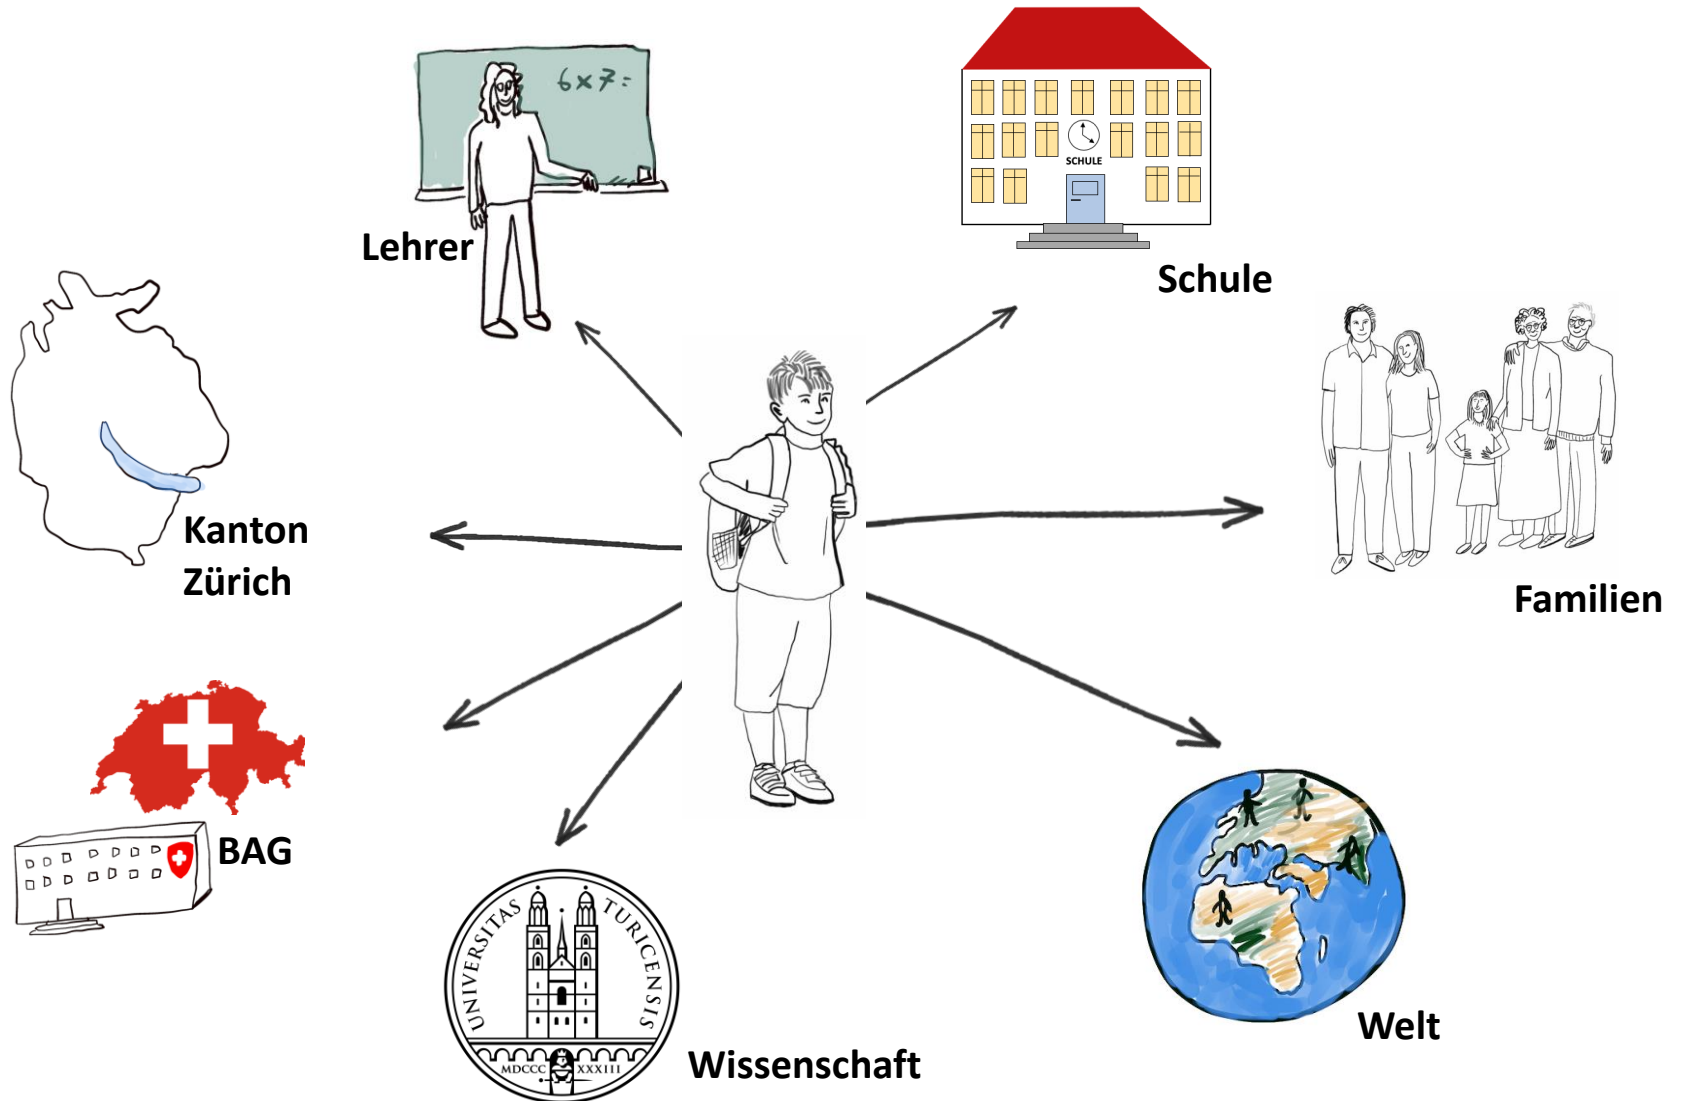 6x7=
SCHULE
Lehrer
Schule
Kanton
Zürich
Familien
BAG
UNIVERSITAS TURICENSIS
MDCCC XXXIII
Wissenschaft
Welt